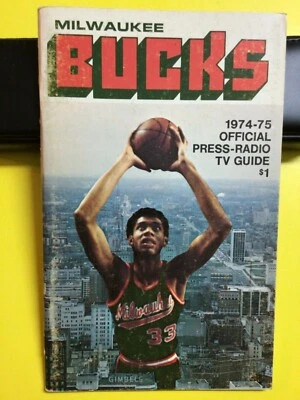 MILWAUKEE
BUCKS
1974-75
OFFICIAL
PRESS-RADIO
TV GUIDE
$1
Milwaukee
33
GIMBELS